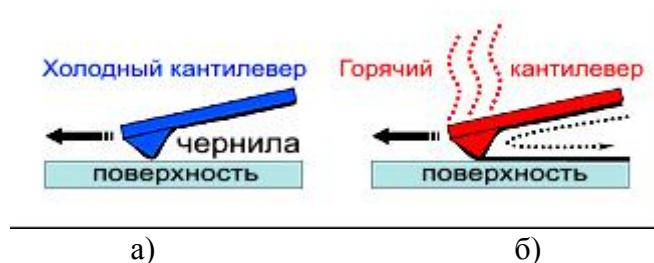 Холодный кантилевер
чернила
поверхность
Горячий кантилевер
поверхность
а)
б)